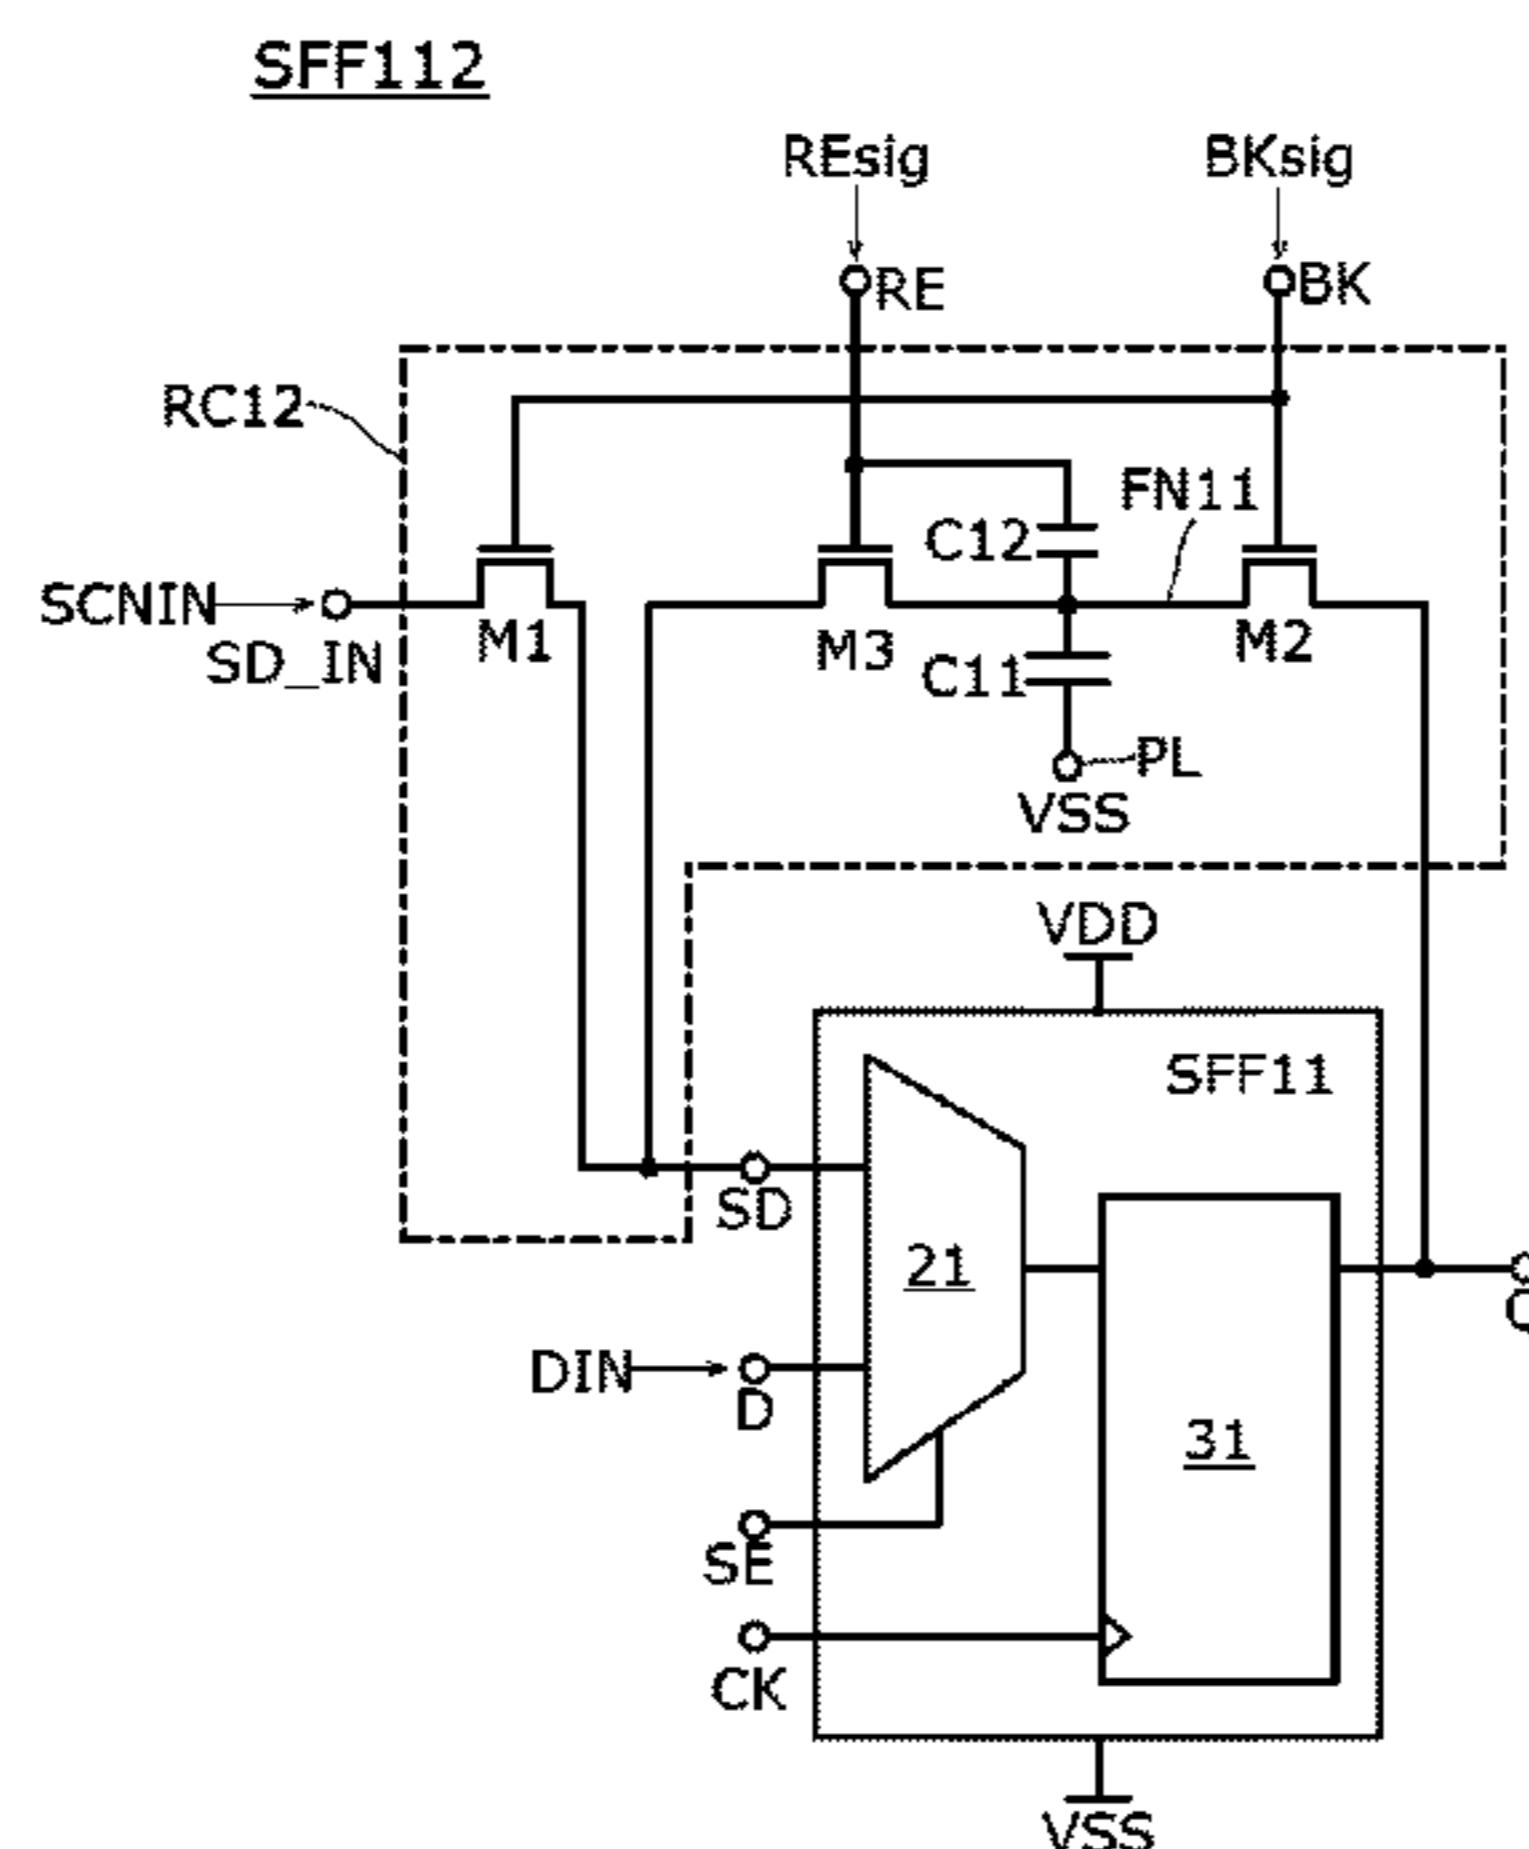 SFF112
REsig BKsig
RE BK
RC12
FN11
C12
SCNIN
SD_IN
M1 M3 M2
C11
PL
VSS
VDD
SFF11
SD
21
DIN
D
31
SE
CK
VSS